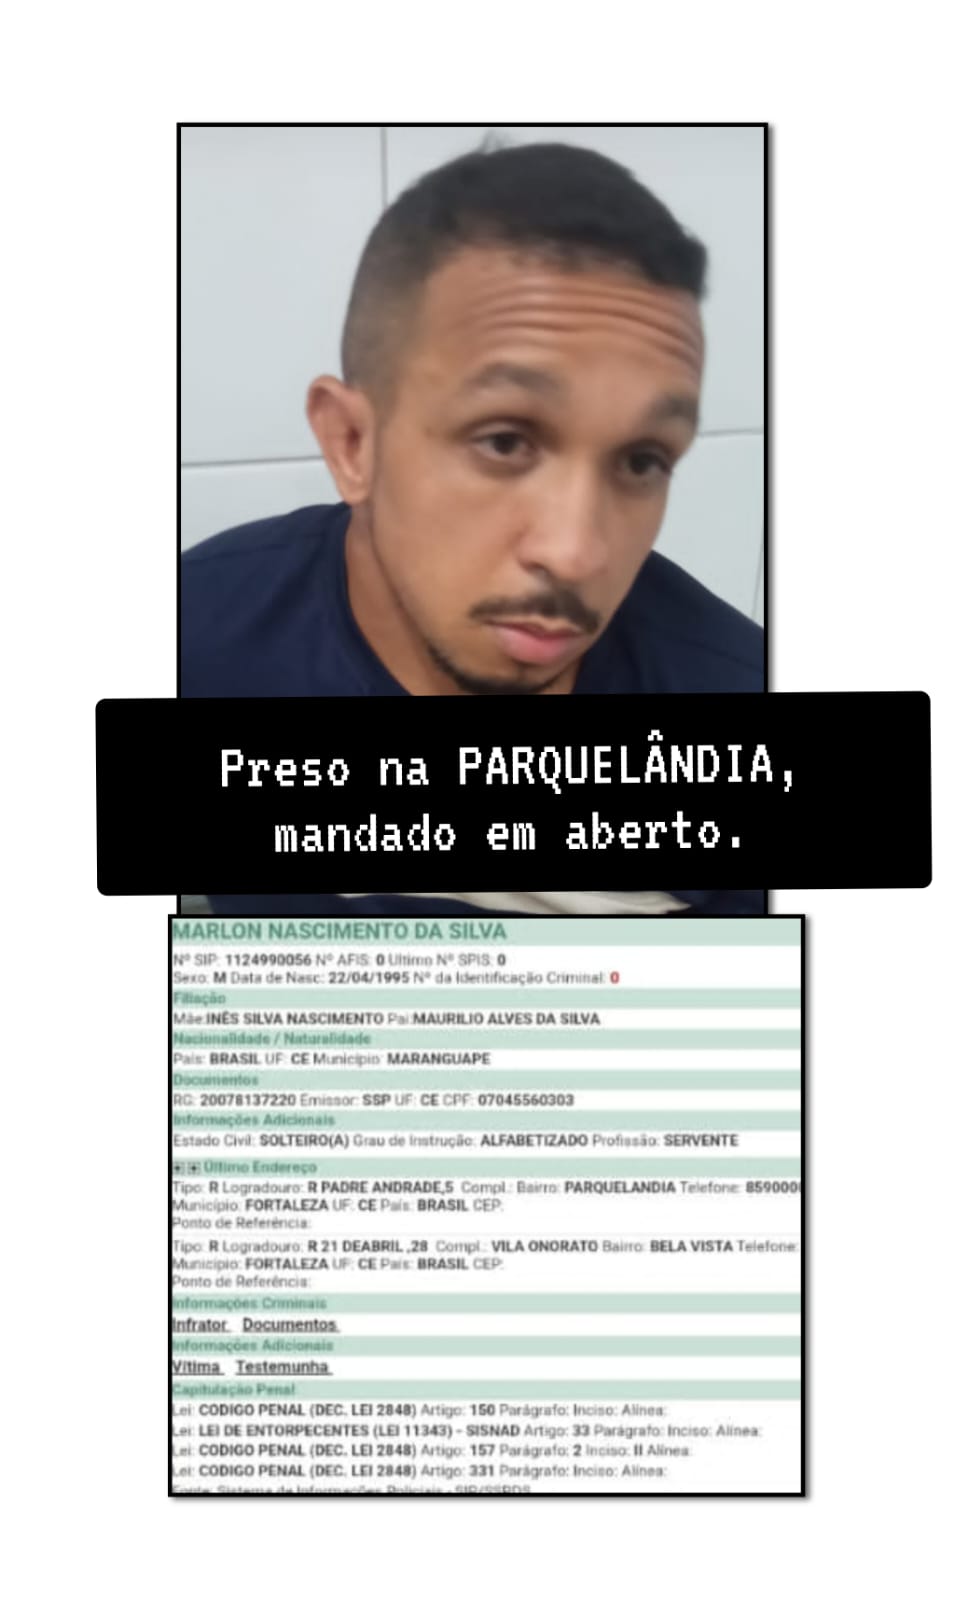 Preso na PARQUELÂNDIA,
mandado em aberto.
MARLON NASCIMENTO DA SILVA
Nº SIP: 1124990056 Nº AFIS: 0 Ultimo Nº SPIS: 0
Sexo: M Data de Nasc: 22/04/1995 Nº da Identificação Criminal: 0
Filiação
Mãe:INÊS SILVA NASCIMENTO Pai:MAURILIO ALVES DA SILVA
Nacionalidade / Naturalidade
País: BRASIL UF: CE Município: MARANGUAPE
Documentos
RG: 20078137220 Emissor: SSP UF: CE CPF: 07045560303
Informações Adicionais
Estado Civil: SOLTEIRO(A) Grau de Instrução: ALFABETIZADO Profissão: SERVENTE
Último Endereço
Tipo: R Logradouro: R PADRE ANDRADE,5 Compl.: Bairro: PARQUELANDIA Telefone: 859000
Município: FORTALEZA UF: CE País: BRASIL CEP:
Ponto de Referência:
Tipo: R Logradouro: R 21 DEABRIL ,28 Compl.: VILA ONORATO Bairro: BELA VISTA Telefone:
Município: FORTALEZA UF: CE País: BRASIL CEP:
Ponto de Referência:
Informações Criminais
Infrator Documentos
Informações Adicionais
Vítima Testemunha
Capitulação Penal
Lei: CODIGO PENAL (DEC. LEI 2848) Artigo: 150 Parágrafo: Inciso: Alínea:
Lei: LEI DE ENTORPECENTES (LEI 11343) - SISNAD Artigo: 33 Parágrafo: Inciso: Alínea:
Lei: CODIGO PENAL (DEC. LEI 2848) Artigo: 157 Parágrafo: 2 Inciso: II Alínea:
Lei: CODIGO PENAL (DEC. LEI 2848) Artigo: 331 Parágrafo: Inciso: Alínea:
Fonte: Sistema de Informações Policiais - SIP/SSPDS